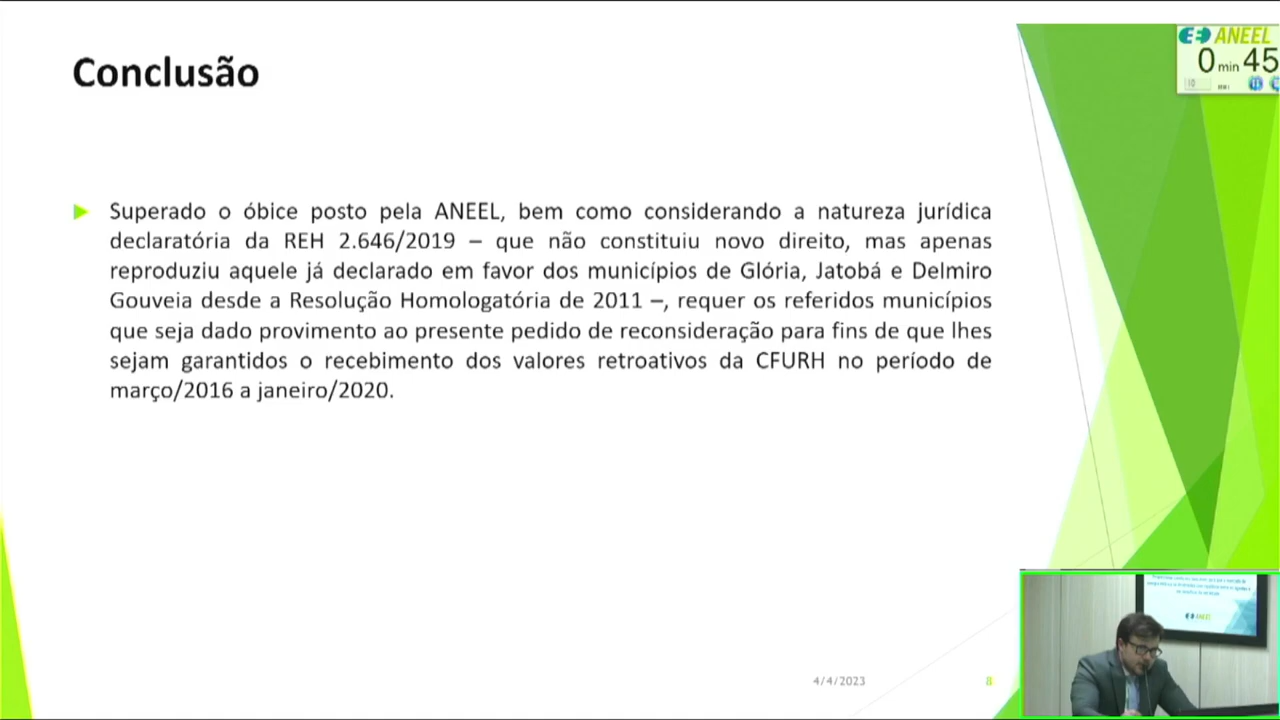 Conclusão
ANEEL
0 min 45
Superado o óbice posto pela ANEEL, bem como considerando a natureza jurídica
declaratória da REH 2.646/2019 – que não constituiu novo direito, mas apenas
reproduziu aquele já declarado em favor dos municípios de Glória, Jatobá e Delmiro
Gouveia desde a Resolução Homologatória de 2011 –, requer os referidos municípios
que seja dado provimento ao presente pedido de reconsideração para fins de que lhes
sejam garantidos o recebimento dos valores retroativos da CFURH no período de
março/2016 a janeiro/2020.
ANEEL
4/4/2023
8